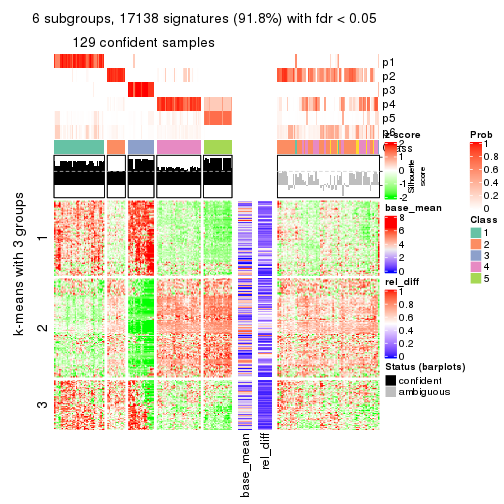 6 subgroups, 17138 signatures (91.8%) with fdr < 0.05
129 confident samples
p1
p2
p3
p4
p5
p6
Class
z-score
2
1
0
-1
-2
Silhouette
score
Prob
1
0.8
0.6
0.4
0.2
0
base_mean
8
6
4
2
0
Class
1
2
3
4
5
rel_diff
1
0.8
0.6
0.4
0.2
0
Status (barplots)
confident
ambiguous
k-means with 3 groups
1
2
3
base_mean
rel_diff